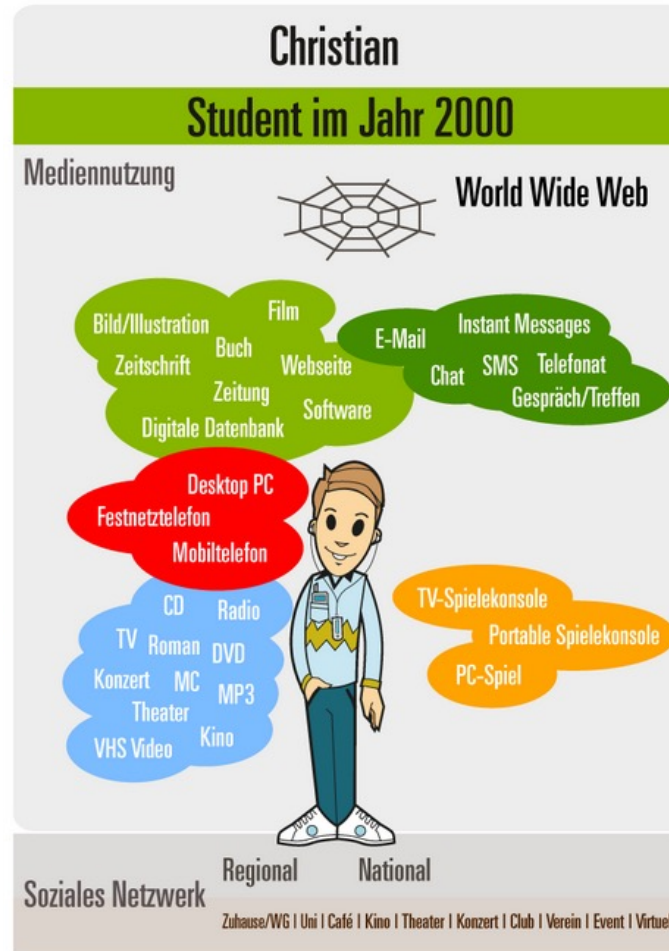 Christian
Student im Jahr 2000
Mediennutzung
World Wide Web
Bild/Illustration
Film
Buch
Zeitschrift
Webseite
Zeitung
Software
Digitale Datenbank
E-Mail
Instant Messages
Chat
SMS
Telefonat
Gespräch/Treffen
Desktop PC
Festnetztelefon
Mobiltelefon
CD
Radio
TV
Roman
DVD
Konzert
MC
MP3
Theater
VHS Video
Kino
TV-Spielekonsole
Portable Spielekonsole
PC-Spiel
Regional National
Soziales Netzwerk
Zuhause/WG | Uni | Café | Kino | Theater | Konzert | Club | Verein | Event | Virtuel